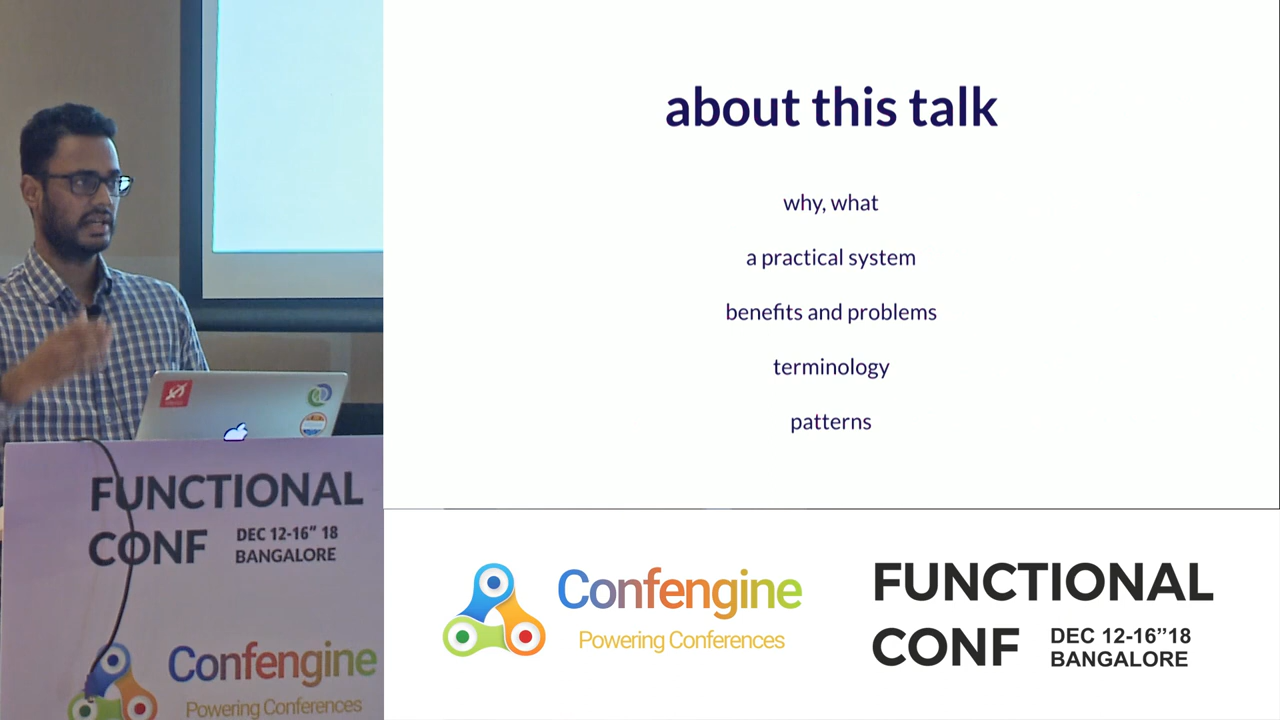 about this talk
why, what
a practical system
benefits and problems
terminology
patterns
FUNCTIONAL
CONF
DEC 12-16” 18
BANGALORE
Confengine
Powering Conferences
Confengine
Powering Conferences
FUNCTIONAL
CONF
DEC 12-16”18
BANGALORE